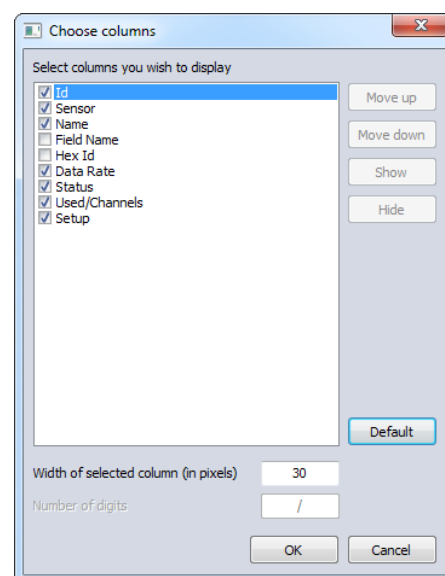 Choose columns
Select columns you wish to display
Id
Sensor
Name
Field Name
Hex Id
Data Rate
Status
Used/Channels
Setup
Move up
Move down
Show
Hide
Default
Width of selected column (in pixels) 30
Number of digits /
OK Cancel